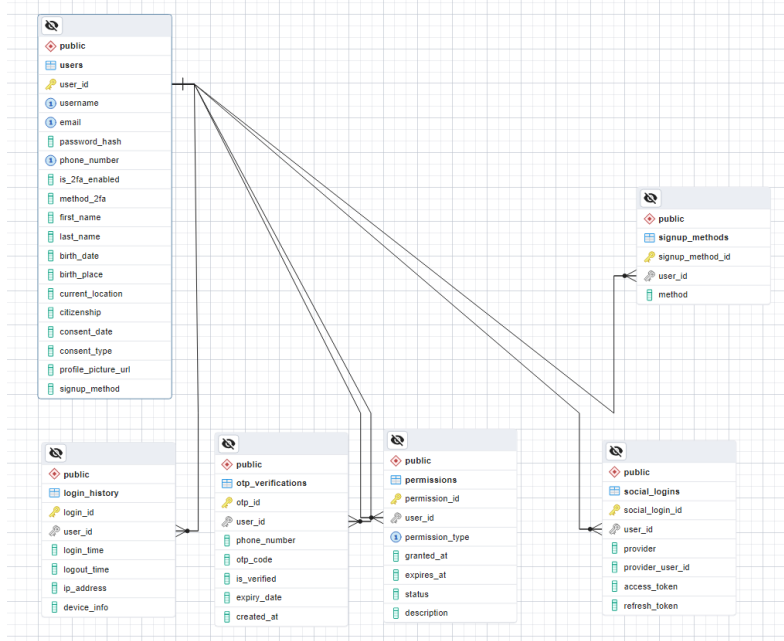 public
users
user_id
username
email
password_hash
phone_number
is_2fa_enabled
method_2fa
first_name
last_name
birth_date
birth_place
current_location
citizenship
consent_date
consent_type
profile_picture_url
signup_method
public
signup_methods
signup_method_id
user_id
method
public
login_history
login_id
user_id
login_time
logout_time
ip_address
device_info
public
otp_verifications
otp_id
user_id
phone_number
otp_code
is_verified
expiry_date
created_at
public
permissions
permission_id
user_id
permission_type
granted_at
expires_at
status
description
public
social_logins
social_login_id
user_id
provider
provider_user_id
access_token
refresh_token